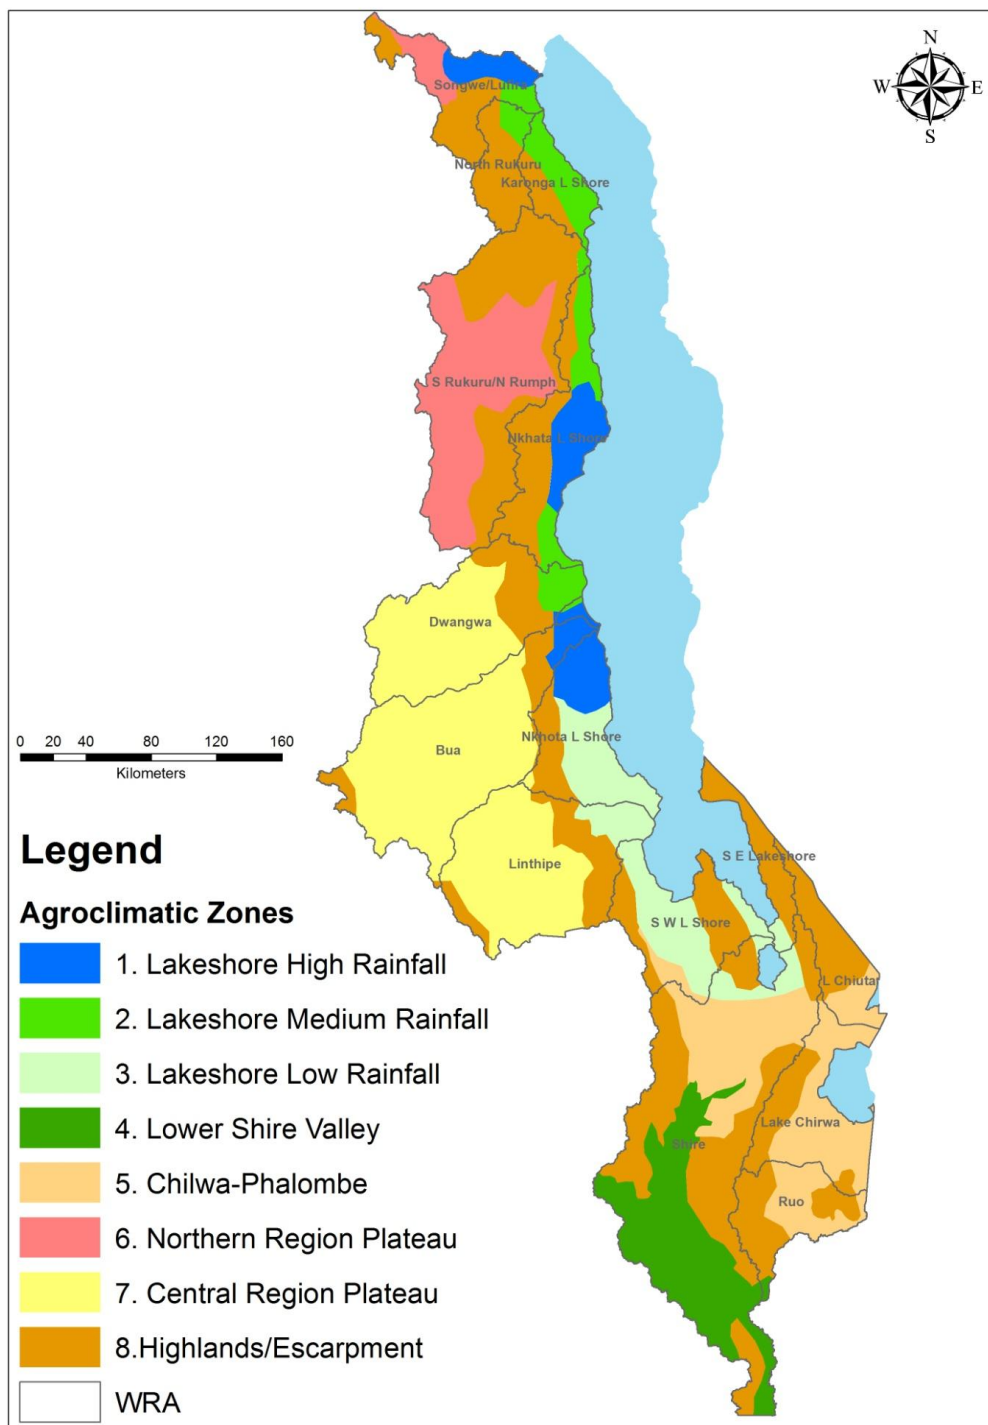 N
W E
S
Songwe/Lufira
North Rukuru
Karonga L Shore
S Rukuru/N Rumph
Nkhata L Shore
Dwangwa
Nkhota L Shore
Bua
0 20 40 80 120 160
Kilometers
Linthipe
S E Lakeshore
S W L Shore
L Chiuta
Lake Chirwa
Shire
Ruo
Legend
Agroclimatic Zones
1. Lakeshore High Rainfall
2. Lakeshore Medium Rainfall
3. Lakeshore Low Rainfall
4. Lower Shire Valley
5. Chilwa-Phalombe
6. Northern Region Plateau
7. Central Region Plateau
8.Highlands/Escarpment
WRA